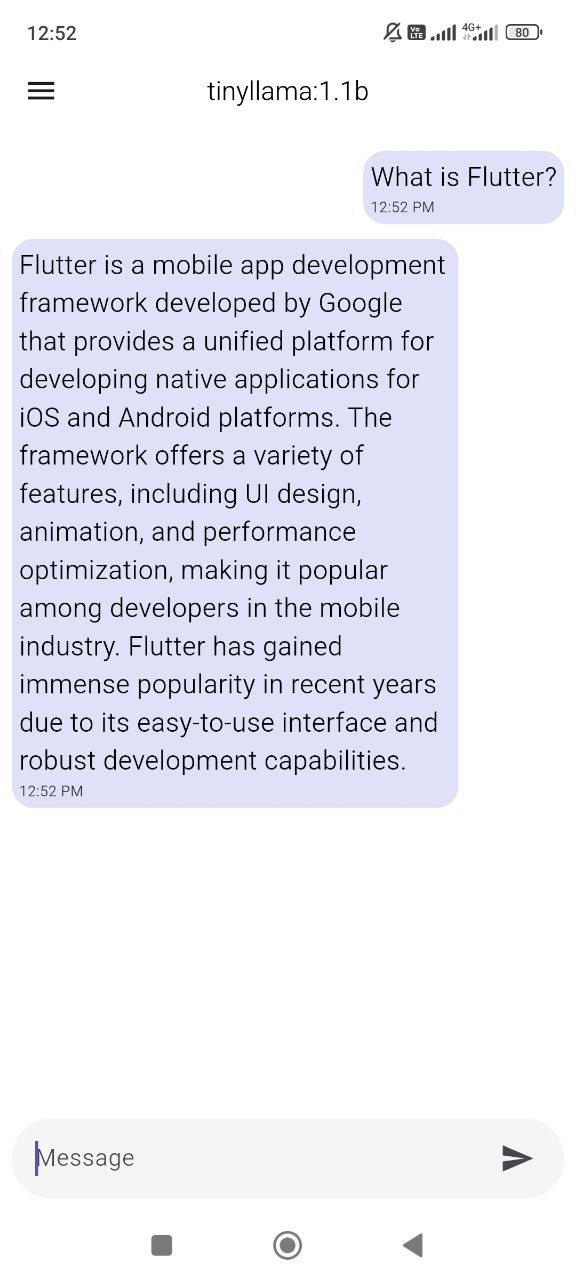 12:52
Vo LTE 4G+ 80
tinyllama:1.1b
What is Flutter?
12:52 PM
Flutter is a mobile app development
framework developed by Google
that provides a unified platform for
developing native applications for
iOS and Android platforms. The
framework offers a variety of
features, including UI design,
animation, and performance
optimization, making it popular
among developers in the mobile
industry. Flutter has gained
immense popularity in recent years
due to its easy-to-use interface and
robust development capabilities.
12:52 PM
Message